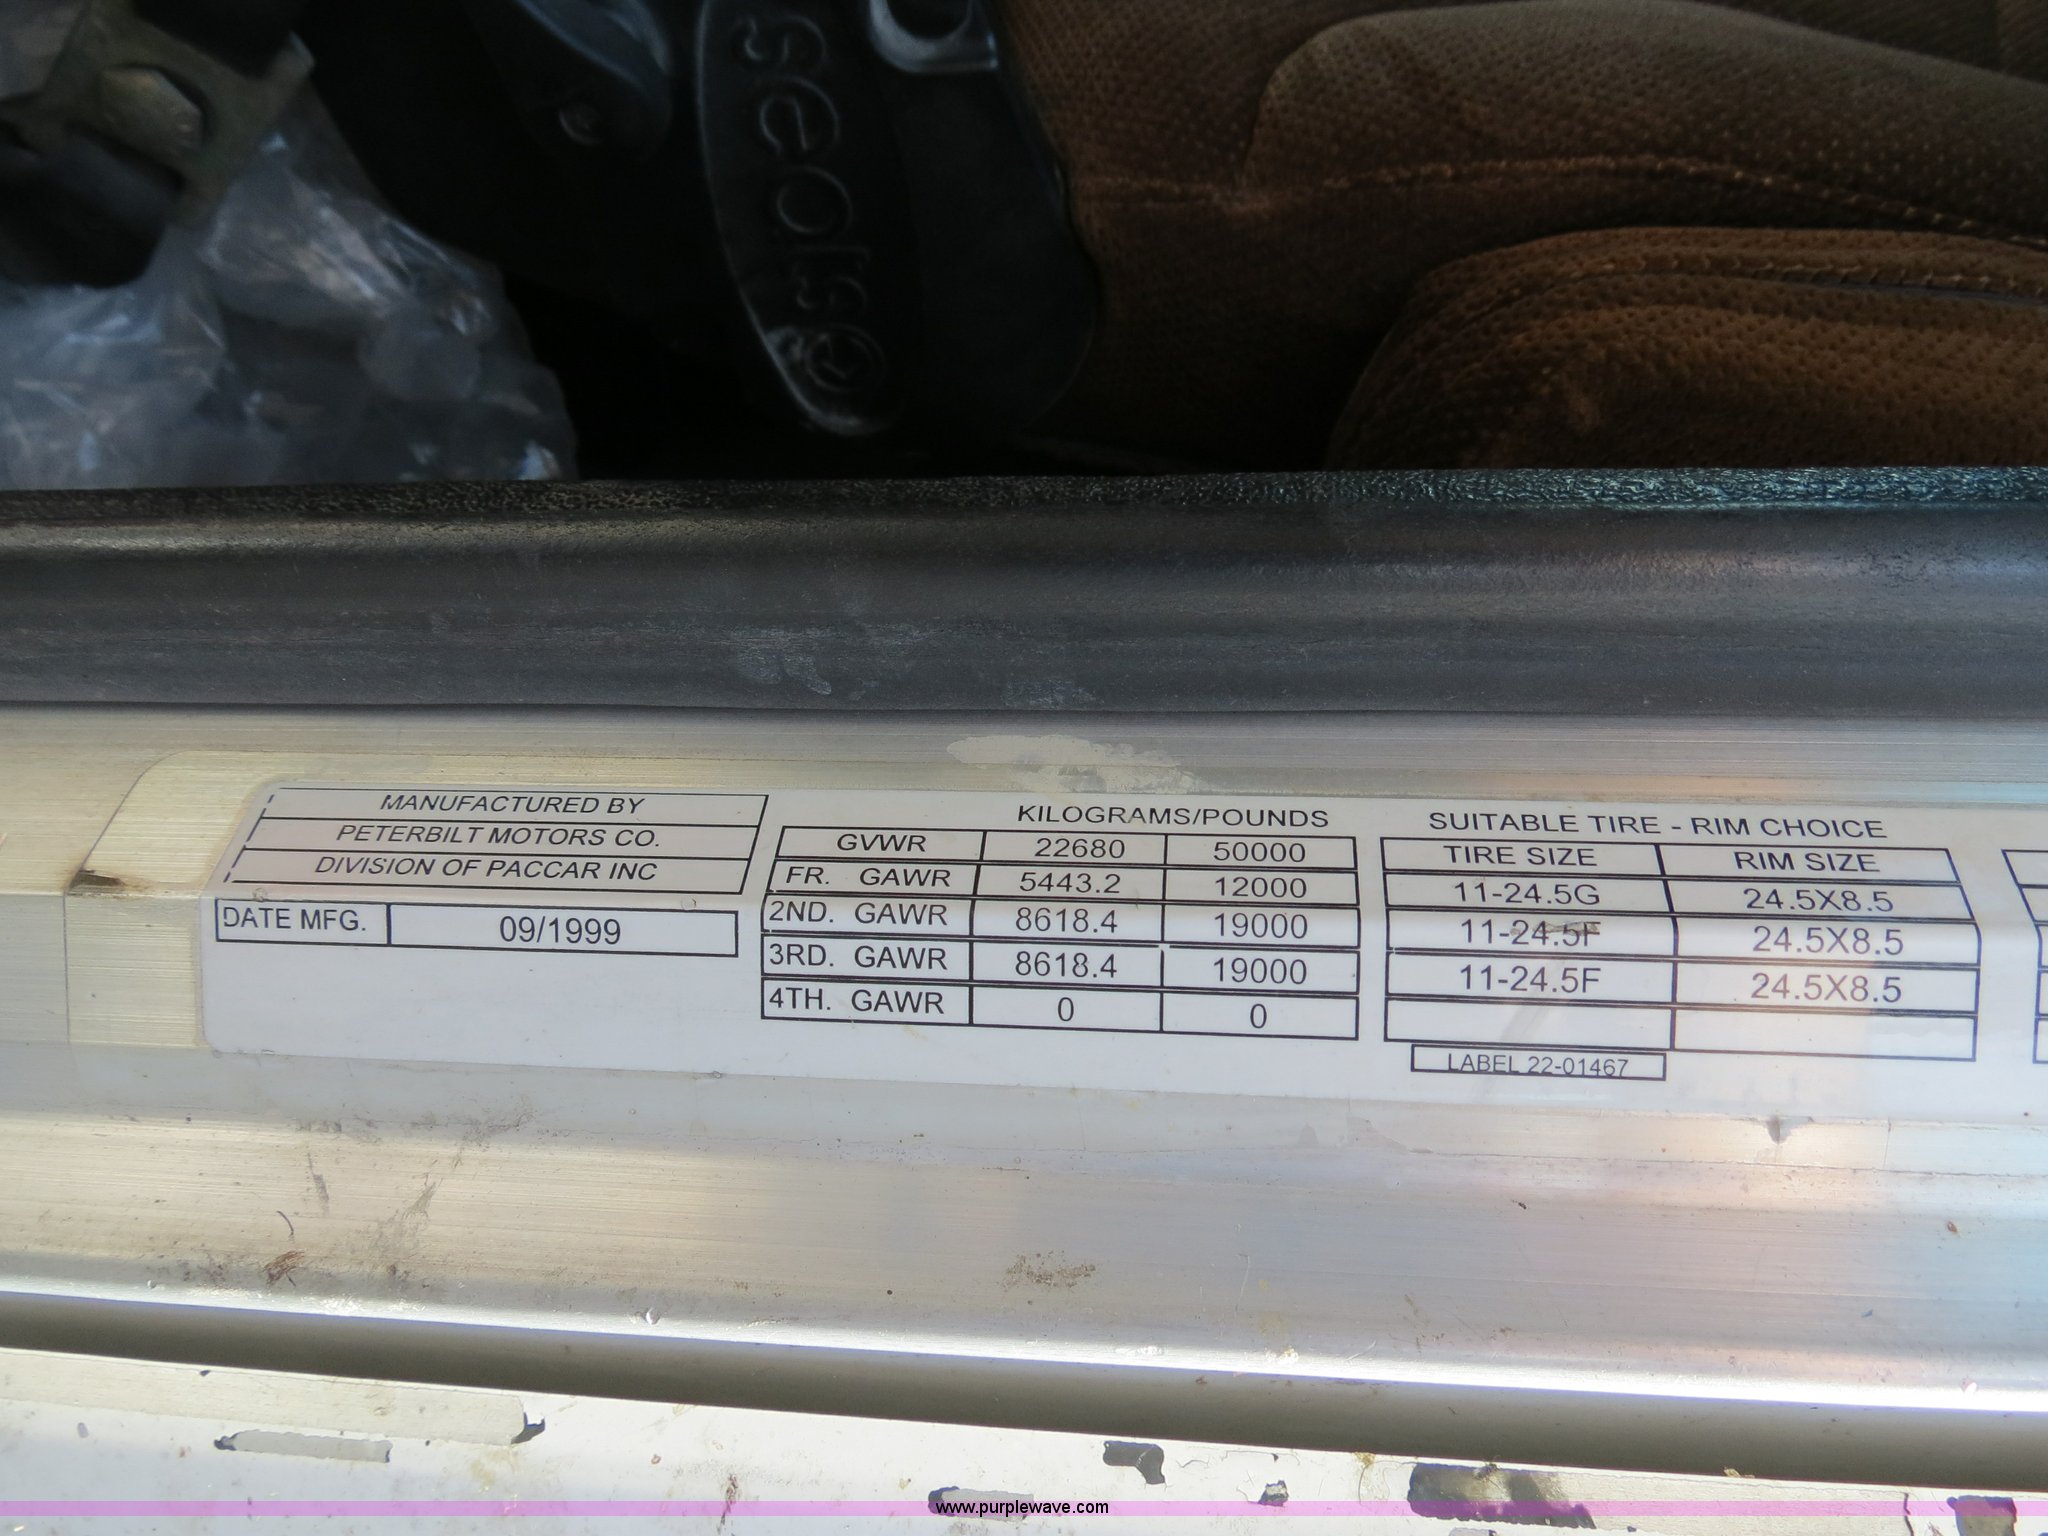 seats
MANUFACTURED BY
PETERBILT MOTORS CO.
DIVISION OF PACCAR INC
DATE MFG. 09/1999
KILOGRAMS/POUNDS
GVWR 22680 50000
FR. GAWR 5443.2 12000
2ND. GAWR 8618.4 19000
3RD. GAWR 8618.4 19000
4TH. GAWR 0 0
SUITABLE TIRE - RIM CHOICE
TIRE SIZE RIM SIZE
11-24.5G 24.5X8.5
11-24.5F 24.5X8.5
11-24.5F 24.5X8.5
LABEL 22-01467
www.purplewave.com